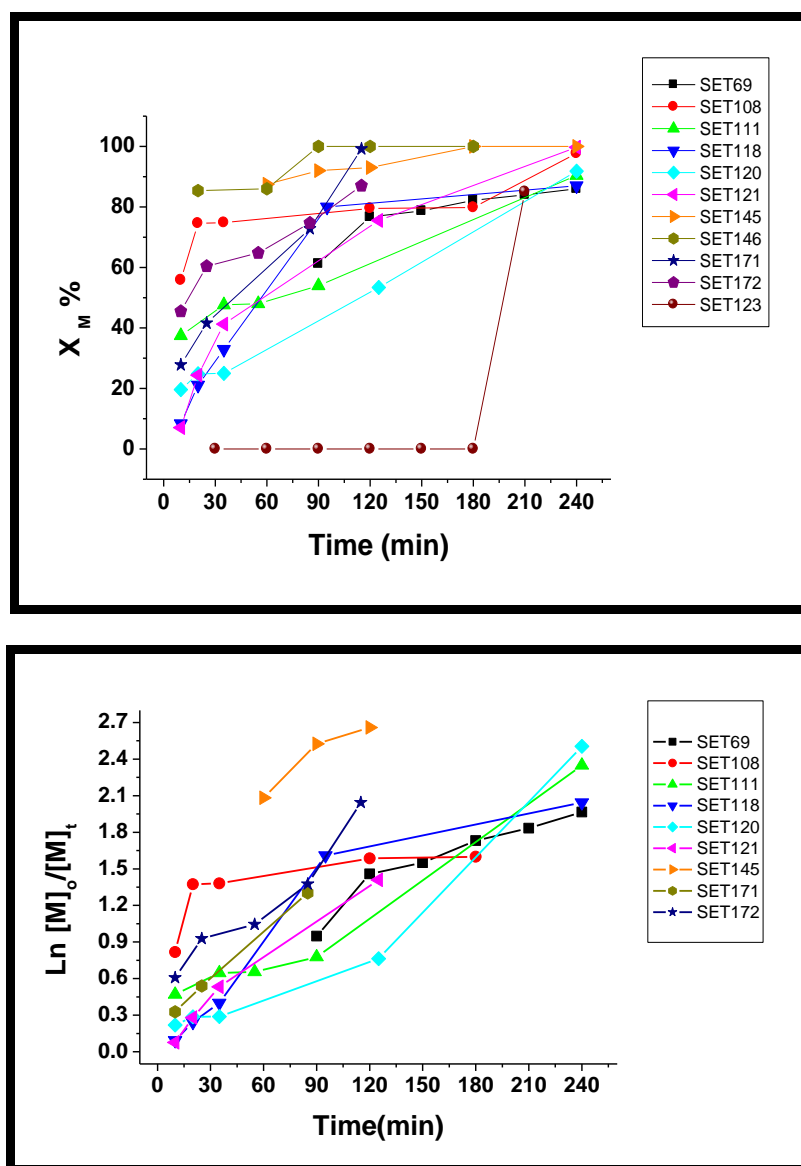 SET69
SET108
SET111
SET118
SET120
SET121
SET145
SET146
SET171
SET172
SET123
100
80
60
40
20
0
X M %
0 30 60 90 120 150 180 210 240
Time (min)
2.7
2.4
2.1
1.8
1.5
1.2
0.9
0.6
0.3
0.0
Ln [M]o/[M]t
0 30 60 90 120 150 180 210 240
Time(min)
SET69
SET108
SET111
SET118
SET120
SET121
SET145
SET171
SET172